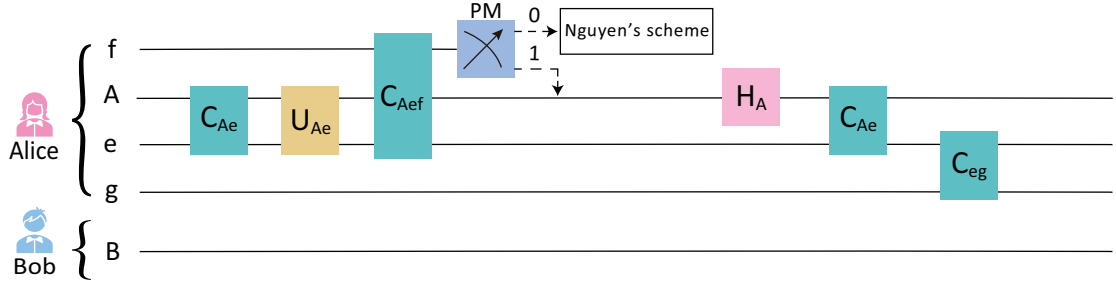 PM
0
Nguyen's scheme
1
f
A
e
g
B
Alice
Bob
C_Ae
U_Ae
C_Aef
H_A
C_Ae
C_eg